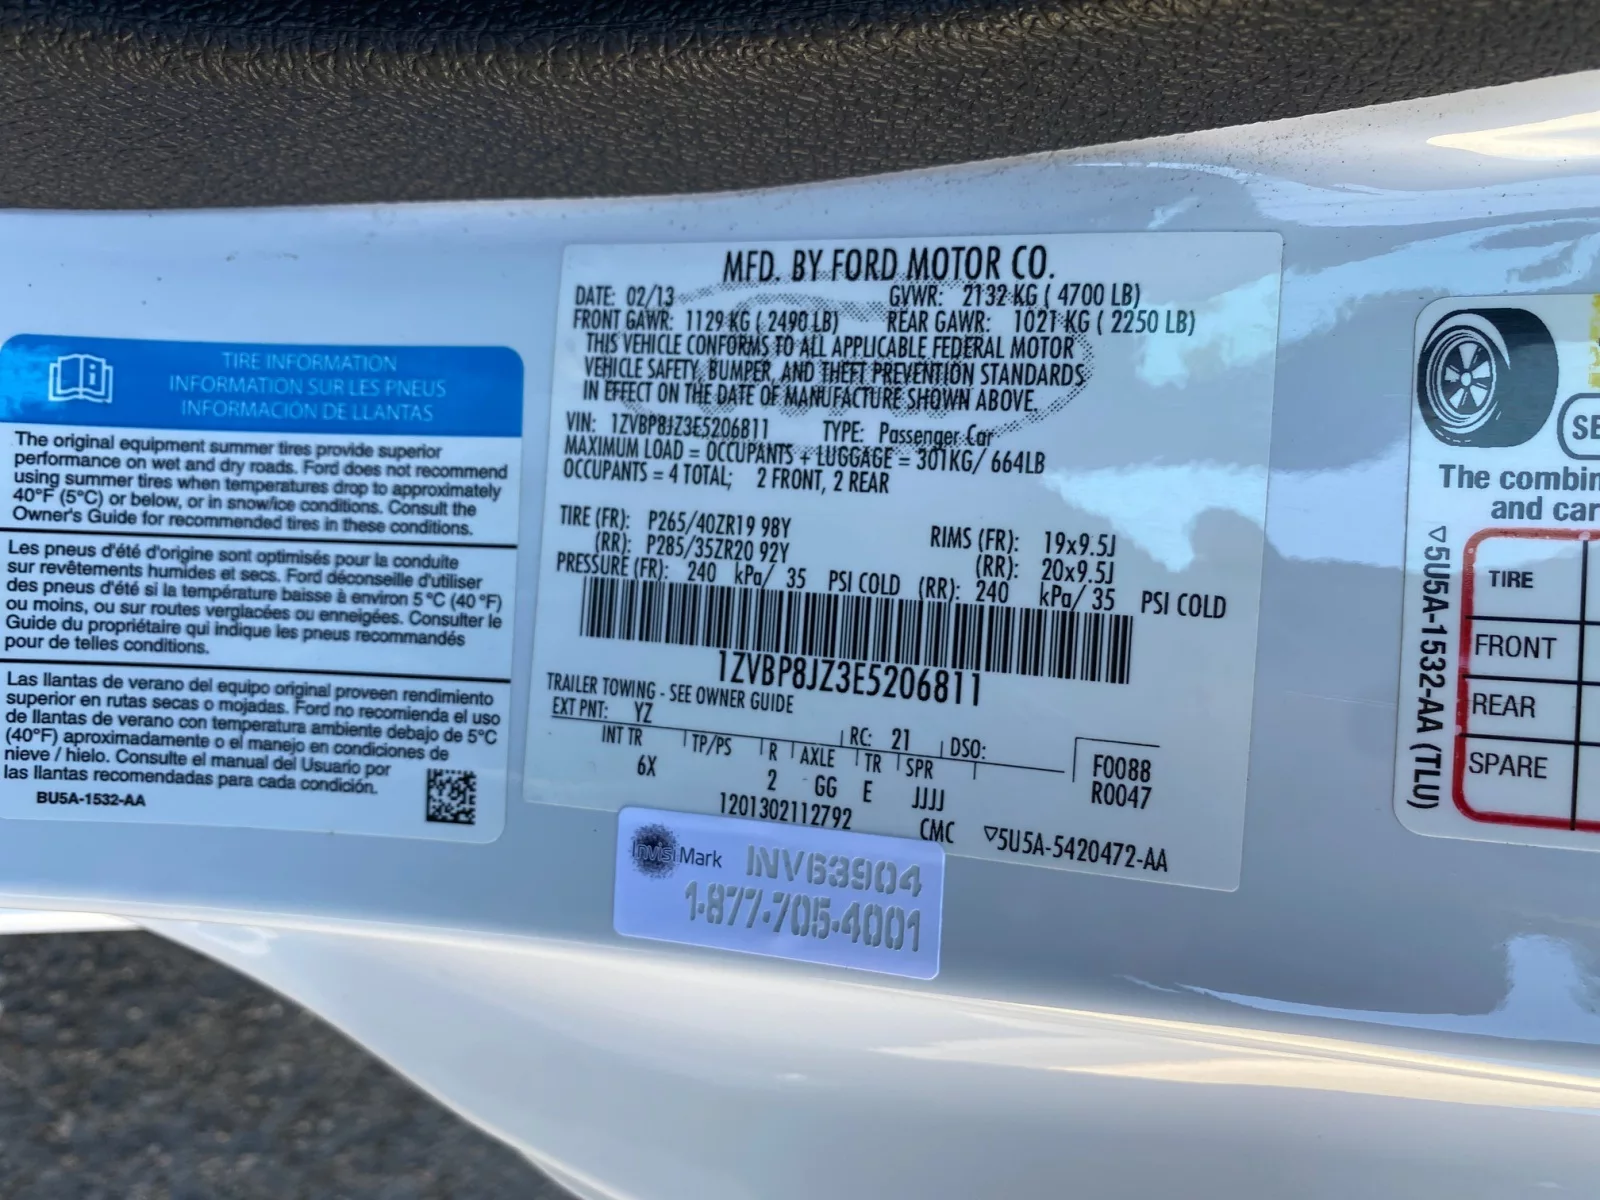 TIRE INFORMATION
INFORMATION SUR LES PNEUS
INFORMACIÓN DE LLANTAS
The original equipment summer tires provide superior
performance on wet and dry roads. Ford does not recommend
using summer tires when temperatures drop to approximately
40°F (5°C) or below, or in snow/ice conditions. Consult the
Owner's Guide for recommended tires in these conditions.
Les pneus d'été d'origine sont optimisés pour la conduite
sur revêtements humides et secs. Ford déconseille d'utiliser
des pneus d'été si la température baisse à environ 5 °C (40 °F)
ou moins, ou sur routes verglacées ou enneigées. Consulter le
Guide du propriétaire qui indique les pneus recommandés
pour de telles conditions.
Las llantas de verano del equipo original proveen rendimiento
superior en rutas secas o mojadas. Ford no recomienda el uso
de llantas de verano con temperatura ambiente debajo de 5°C
(40°F) aproximadamente o el manejo en condiciones de
nieve / hielo. Consulte el manual del Usuario por
las llantas recomendadas para cada condición.
BU5A-1532-AA
MFD. BY FORD MOTOR CO.
DATE: 02/13 GVWR: 2132 KG ( 4700 LB)
FRONT GAWR: 1129 KG ( 2490 LB) REAR GAWR: 1021 KG ( 2250 LB)
THIS VEHICLE CONFORMS TO ALL APPLICABLE FEDERAL MOTOR
VEHICLE SAFETY, BUMPER, AND THEFT PREVENTION STANDARDS
IN EFFECT ON THE DATE OF MANUFACTURE SHOWN ABOVE.
VIN: 1ZVBP8JZ3E5206811 TYPE: Passenger Car
MAXIMUM LOAD = OCCUPANTS + LUGGAGE = 301KG/ 664LB
OCCUPANTS = 4 TOTAL; 2 FRONT, 2 REAR
TIRE (FR): P265/40ZR19 98Y RIMS (FR): 19x9.5J
(RR): P285/35ZR20 92Y (RR): 20x9.5J
PRESSURE (FR): 240 kPa/ 35 PSI COLD (RR): 240 kPa/ 35 PSI COLD
1ZVBP8JZ3E5206811
TRAILER TOWING - SEE OWNER GUIDE
EXT PNT: YZ RC: 21 DSO:
INT TR TP/PS R AXLE TR SPR
6X 2 GG E JJJJ
F0088
R0047
1201302112792 CMC ▽5U5A-5420472-AA
InvisiMark INV63904
1-877-705-4001
SE
The combin
and car
▽5U5A-1532-AA (TLU)
TIRE
FRONT
REAR
SPARE